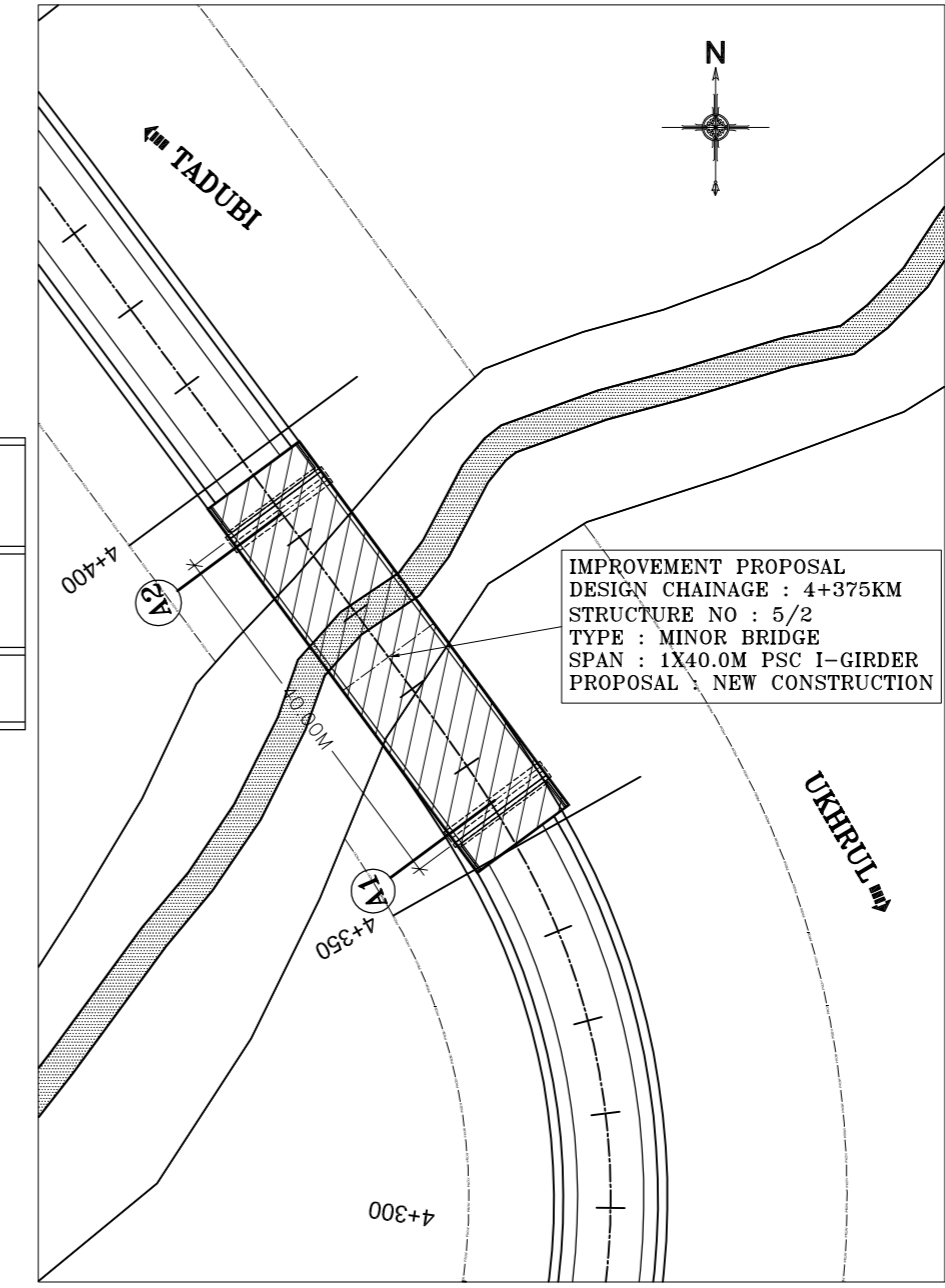 N
TADUBI
4+400
A2
IMPROVEMENT PROPOSAL
DESIGN CHAINAGE : 4+375KM
STRUCTURE NO : 5/2
TYPE : MINOR BRIDGE
SPAN : 1X40.0M PSC I-GIRDER
PROPOSAL : NEW CONSTRUCTION
40.00M
UKHRUL
A1
4+350
4+300